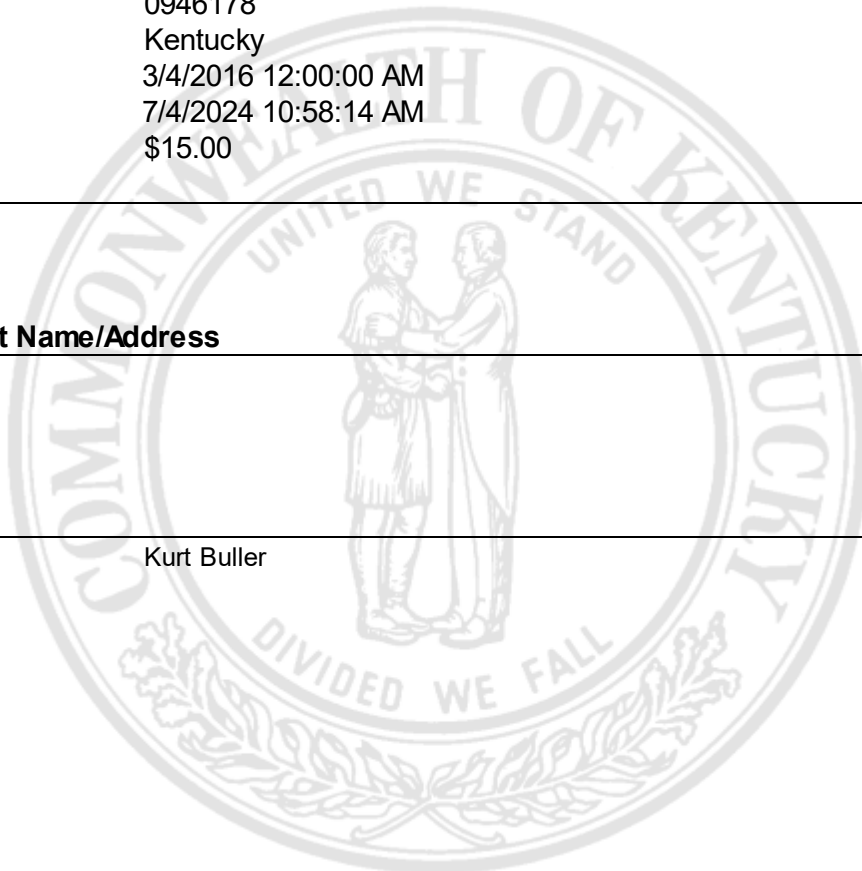 0946178
Kentucky
3/4/2016 12:00:00 AM
7/4/2024 10:58:14 AM
$15.00
t Name/Address
Kurt Buller
COMMONWEALTH OF KENTUCKY
UNITED WE STAND
DIVIDED WE FALL